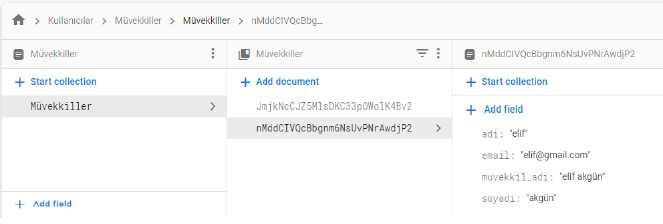 Kullanıcılar > Müvekkiller > Müvekkiller > nMddCIVQcBbg...
Müvekkiller
+ Start collection
Müvekkiller
+ Add field
Müvekkiller
+ Add document
JmjkNcCJZ5MlsDKC33pOWolK4Bv2
nMddCIVQcBbgnm6NsUvPNrAwdjP2
nMddCIVQcBbgnm6NsUvPNrAwdjP2
+ Start collection
+ Add field
adi: "elif"
email: "elif@gmail.com"
muvekkil_adi: "elif akgün"
soyadi: "akgün"